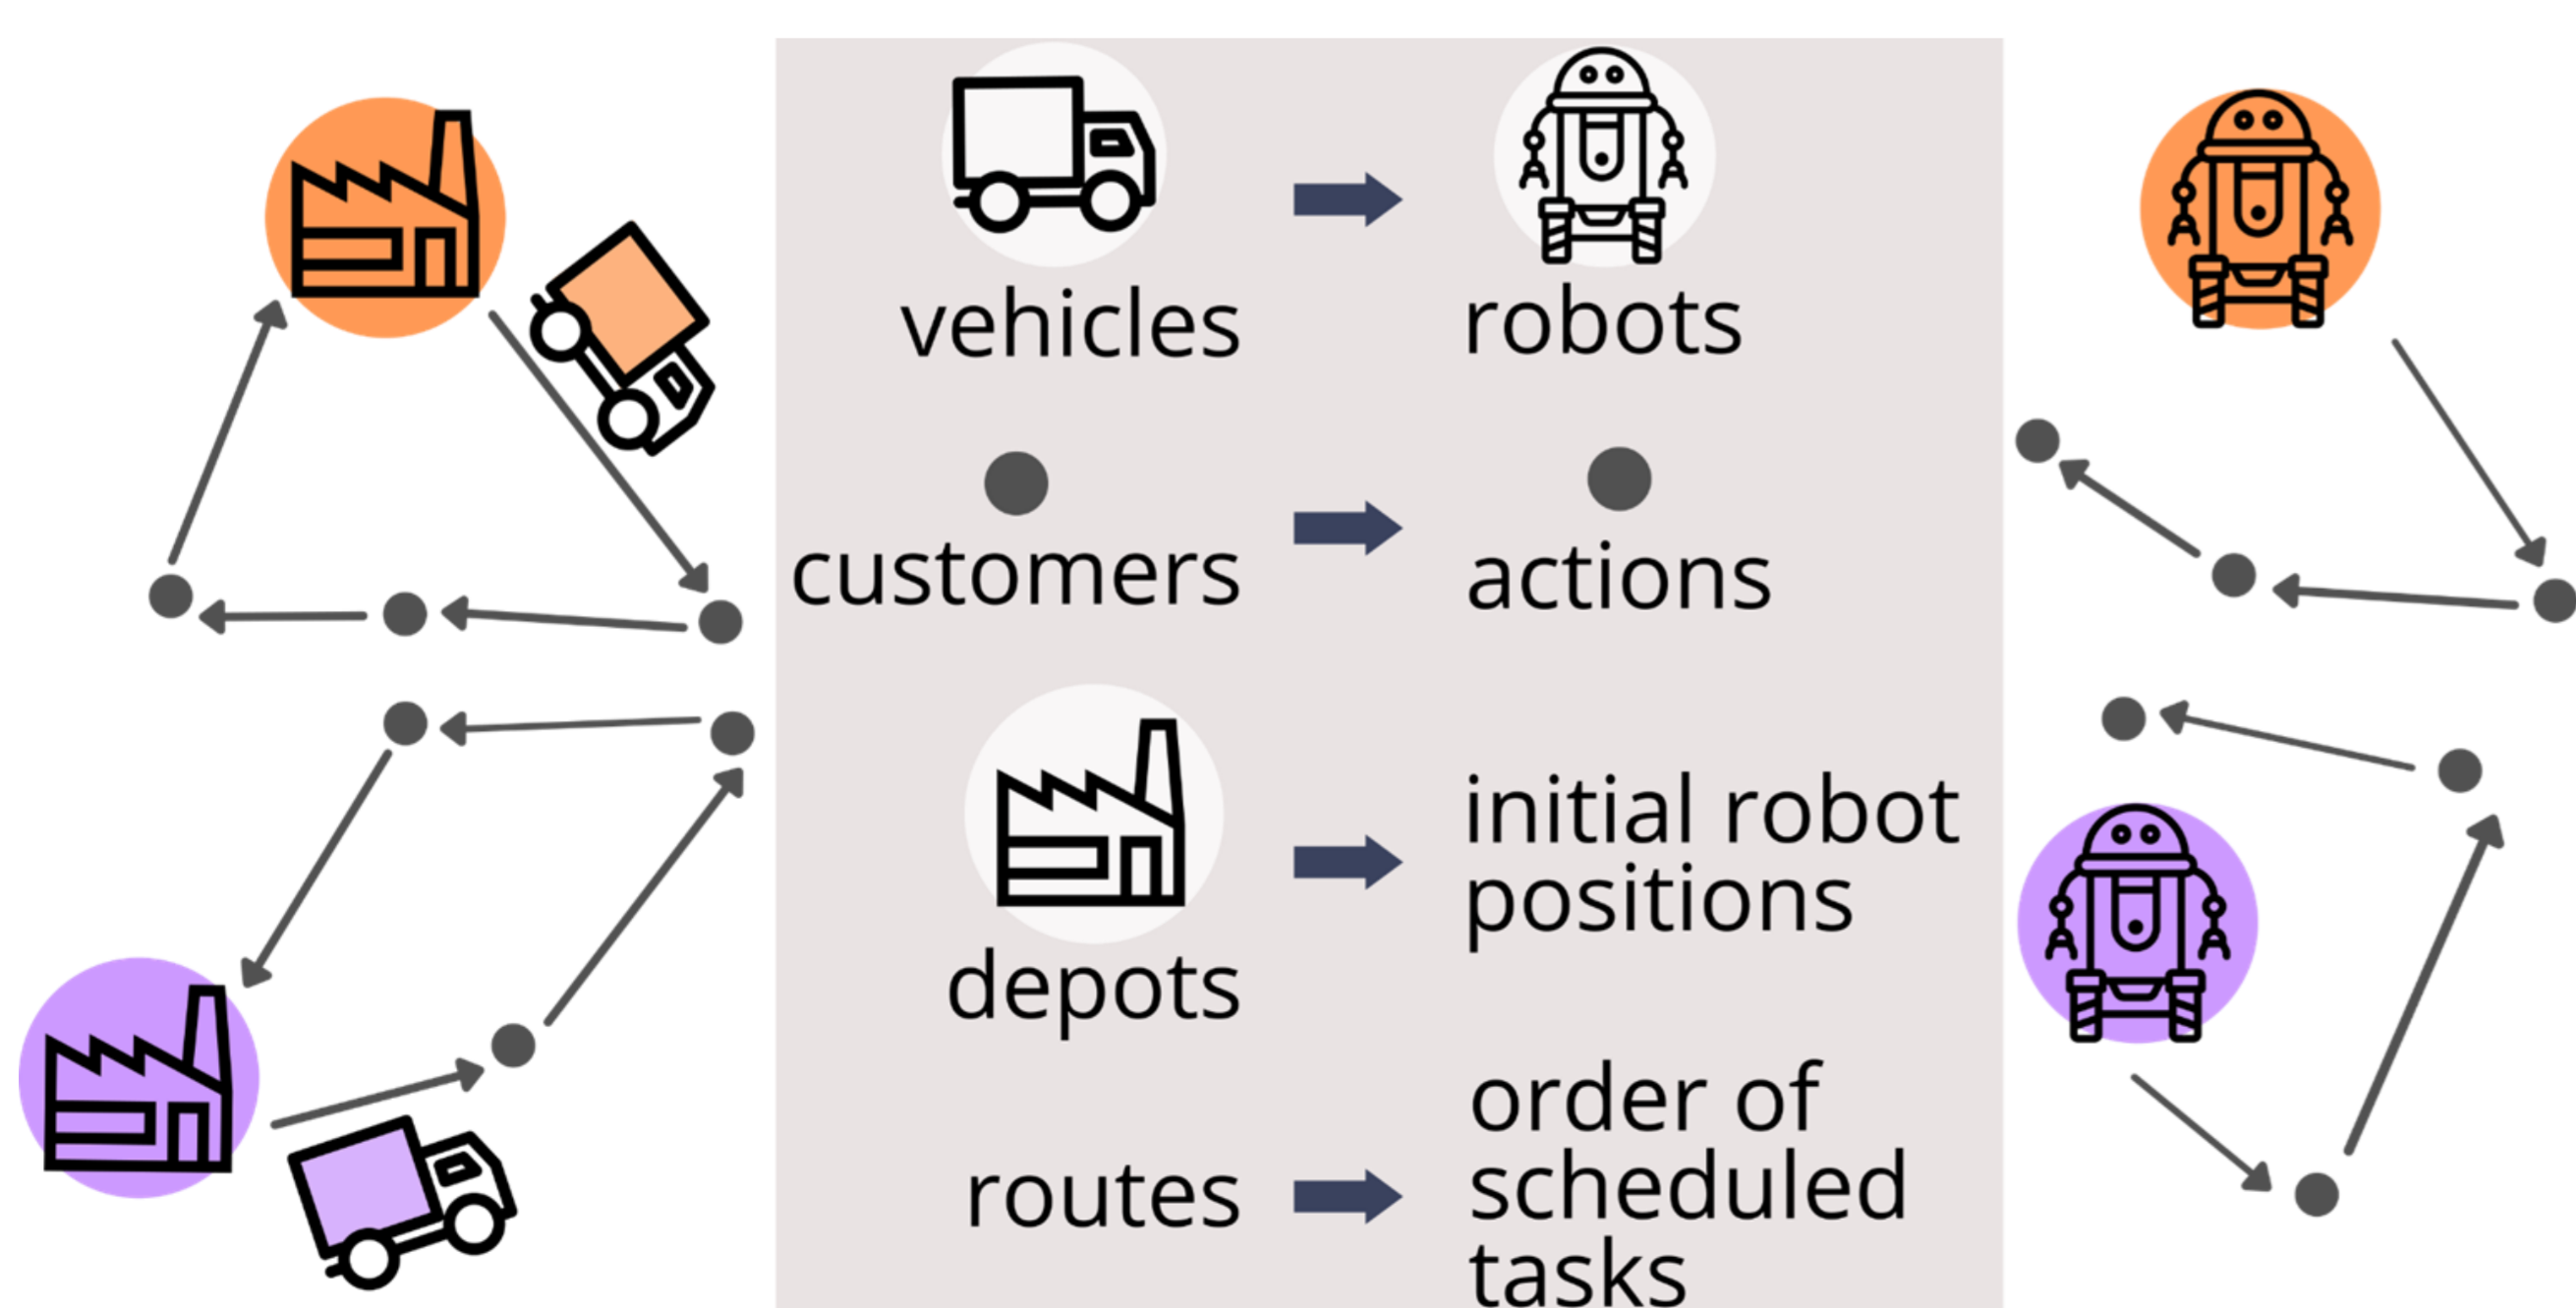 vehicles
robots
customers
actions
depots
initial robot
positions
routes
order of
scheduled
tasks